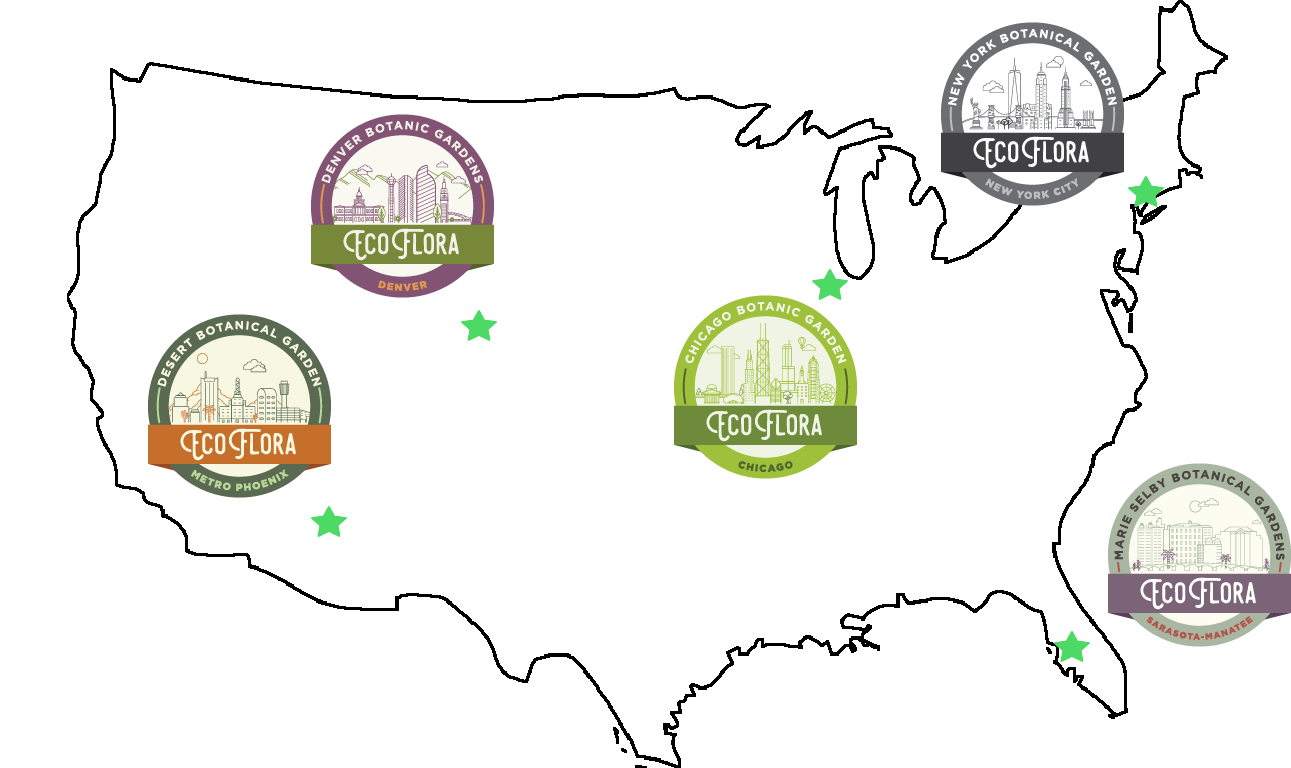 NEW YORK BOTANICAL GARDEN
ECOFLORA
NEW YORK CITY
DENVER BOTANIC GARDENS
ECOFLORA
DENVER
CHICAGO BOTANIC GARDEN
ECOFLORA
CHICAGO
DESERT BOTANICAL GARDEN
ECOFLORA
METRO PHOENIX
MARIE SELBY BOTANICAL GARDENS
ECOFLORA
SARASOTA-MANATEE